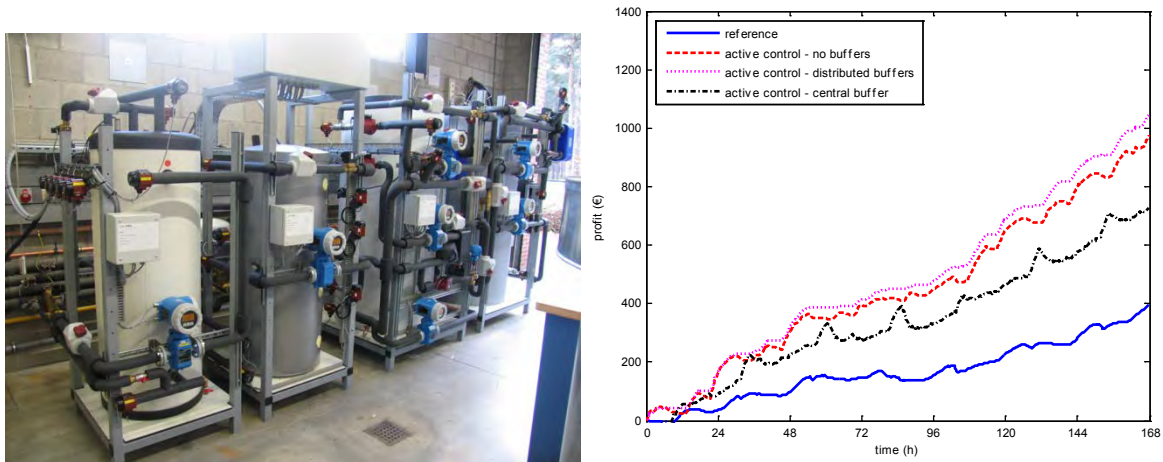 1400
1200
1000
800
600
400
200
0
profit (€)
reference
active control - no buffers
active control - distributed buffers
active control - central buffer
0 24 48 72 96 120 144 168
time (h)